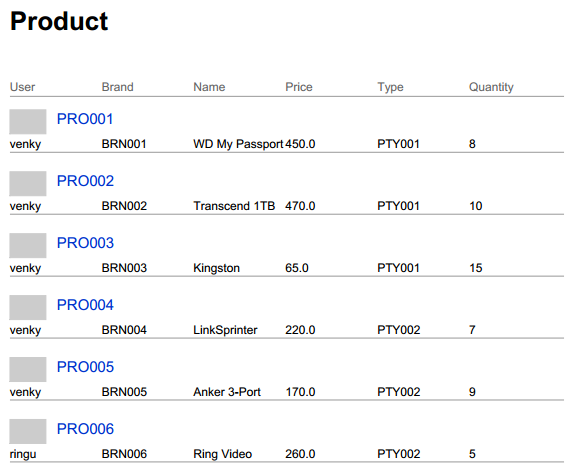 Product
User Brand Name Price Type Quantity
PRO001
venky BRN001 WD My Passport 450.0 PTY001 8
PRO002
venky BRN002 Transcend 1TB 470.0 PTY001 10
PRO003
venky BRN003 Kingston 65.0 PTY001 15
PRO004
venky BRN004 LinkSprinter 220.0 PTY002 7
PRO005
venky BRN005 Anker 3-Port 170.0 PTY002 9
PRO006
ringu BRN006 Ring Video 260.0 PTY002 5